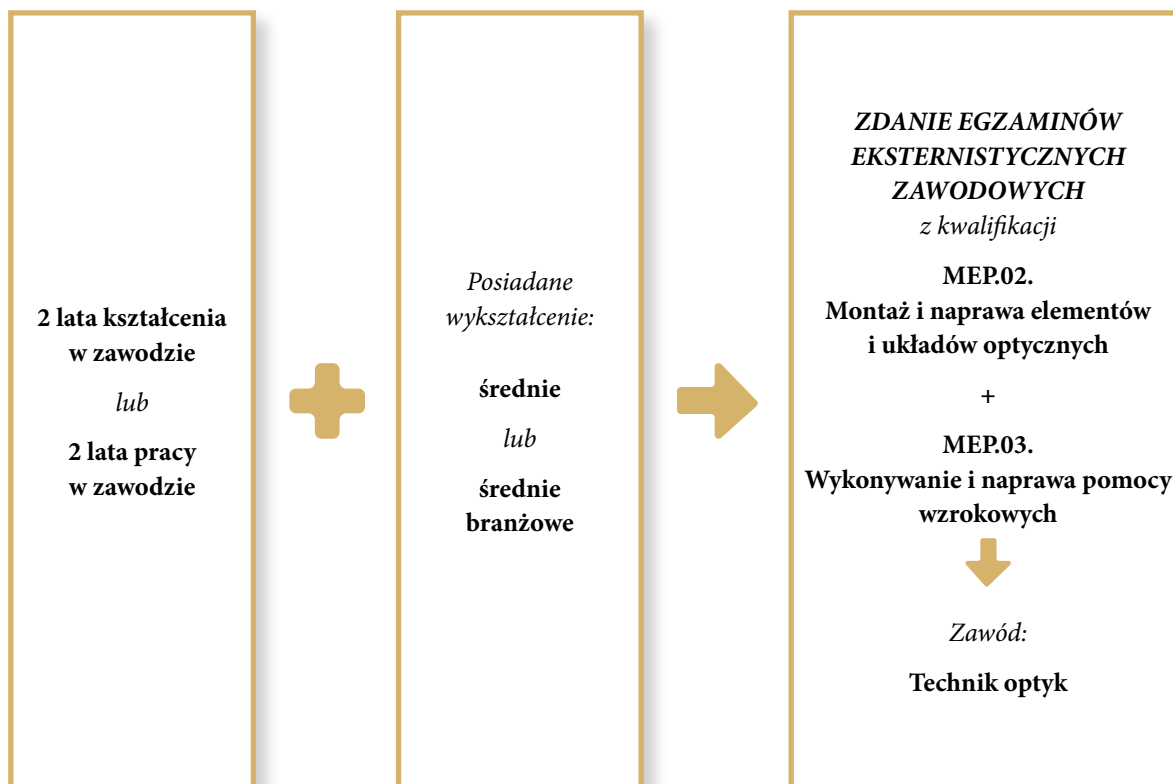 2 lata kształcenia
w zawodzie
lub
2 lata pracy
w zawodzie
Posiadane
wykształcenie:
średnie
lub
średnie
branżowe
ZDANIE EGZAMINÓW
EKSTERNISTYCZNYCH
ZAWODOWYCH
z kwalifikacji
MEP.02.
Montaż i naprawa elementów
i układów optycznych
+
MEP.03.
Wykonywanie i naprawa pomocy
wzrokowych
Zawód:
Technik optyk